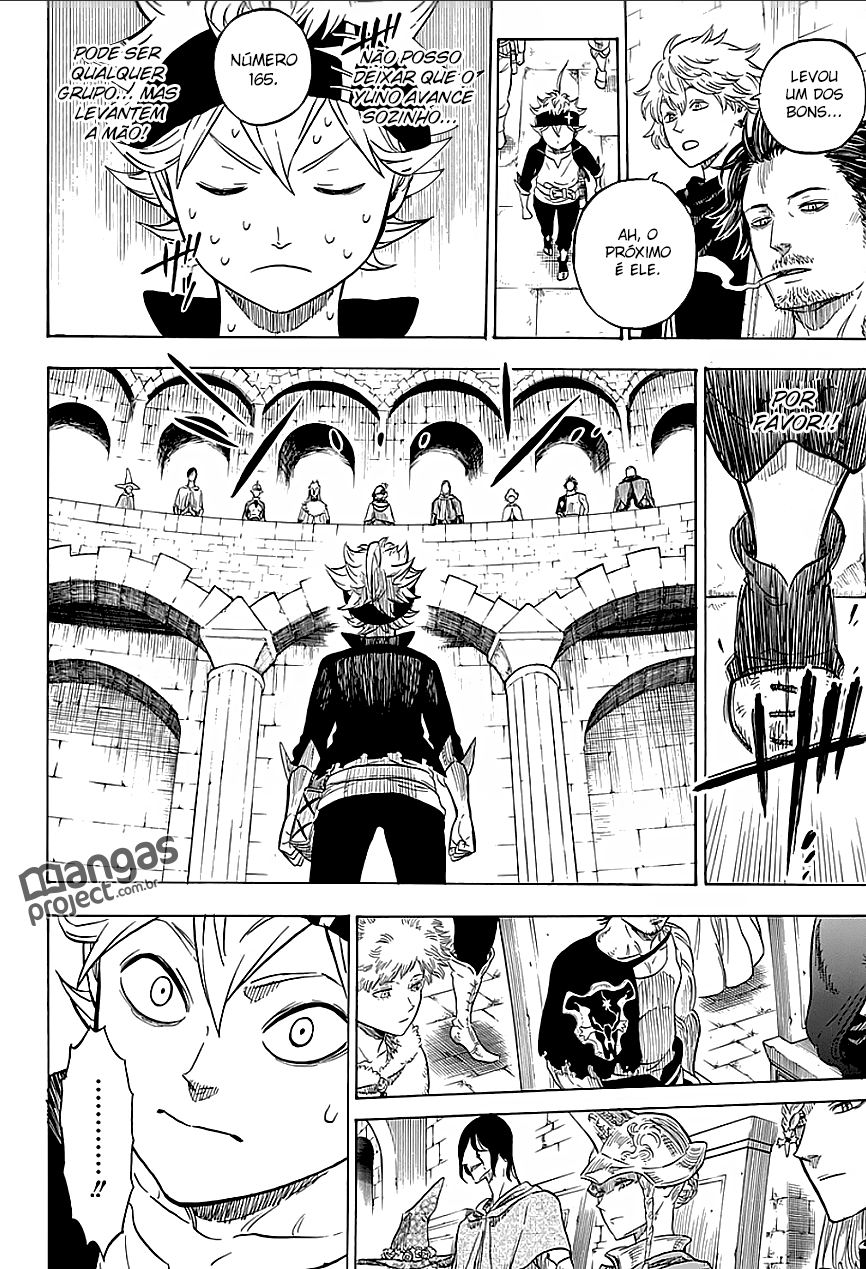 LEVOU
UM DOS
BONS...
AH, O
PRÓXIMO
É ELE.
NÚMERO
165.
NÃO POSSO
DEIXAR QUE O
YUNO AVANCE
SOZINHO...
PODE SER
QUALQUER
GRUPO... MAS
LEVANTEM
A MÃO!
POR
FAVOR!!
.......!!
mangas
project.com.br